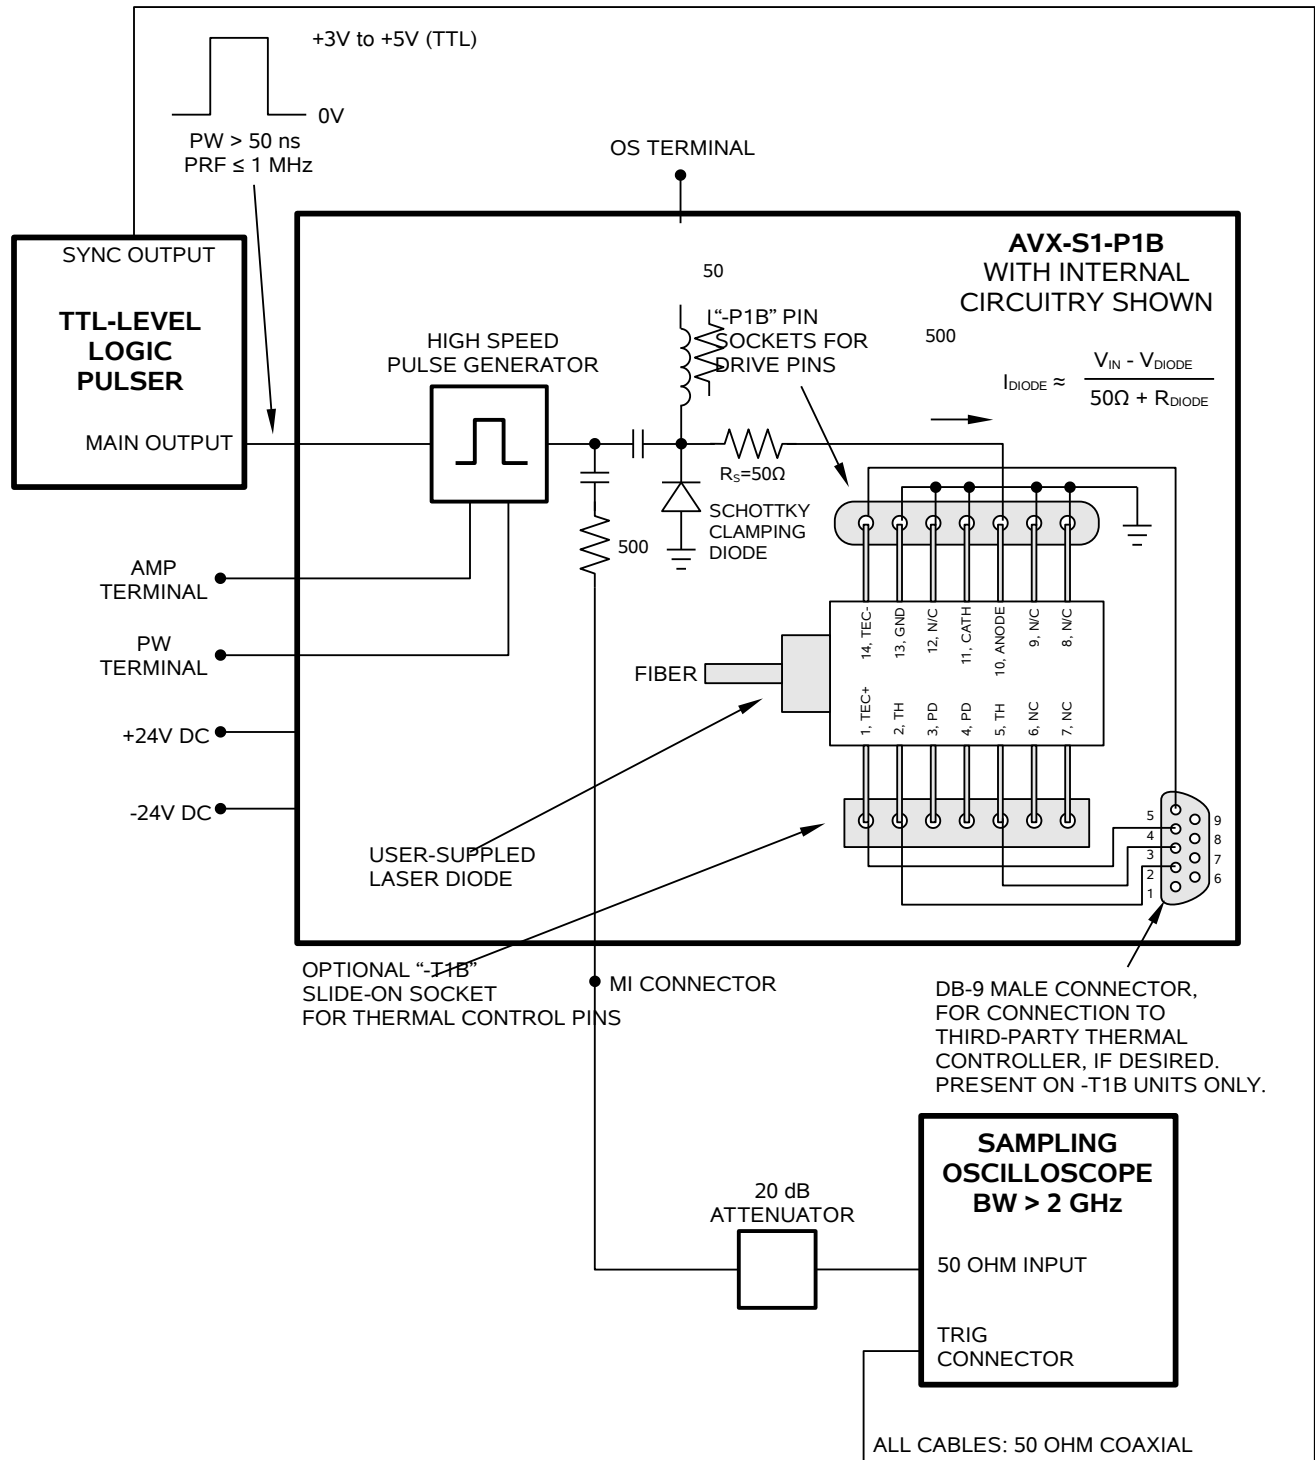 +3V to +5V (TTL)
0V
PW > 50 ns
PRF ≤ 1 MHz
OS TERMINAL
SYNC OUTPUT
TTL-LEVEL
LOGIC
PULSER
MAIN OUTPUT
AVX-S1-P1B
WITH INTERNAL
CIRCUITRY SHOWN
50
"-P1B" PIN
SOCKETS FOR
DRIVE PINS
500
HIGH SPEED
PULSE GENERATOR
IDIODE ≈
VIN - VDIODE
50Ω + RDIODE
RS=50Ω
SCHOTTKY
CLAMPING
DIODE
500
AMP
TERMINAL
PW
TERMINAL
+24V DC
-24V DC
14, TEC-
13, GND
12, N/C
11, CATH
10, ANODE
9, N/C
8, N/C
FIBER
1, TEC+
2, TH
3, PD
4, PD
5, TH
6, NC
7, NC
5
4
3
2
1
9
8
7
6
USER-SUPPLED
LASER DIODE
OPTIONAL “-T1B”
SLIDE-ON SOCKET
FOR THERMAL CONTROL PINS
MI CONNECTOR
DB-9 MALE CONNECTOR,
FOR CONNECTION TO
THIRD-PARTY THERMAL
CONTROLLER, IF DESIRED.
PRESENT ON -T1B UNITS ONLY.
20 dB
ATTENUATOR
SAMPLING
OSCILLOSCOPE
BW > 2 GHz
50 OHM INPUT
TRIG
CONNECTOR
ALL CABLES: 50 OHM COAXIAL